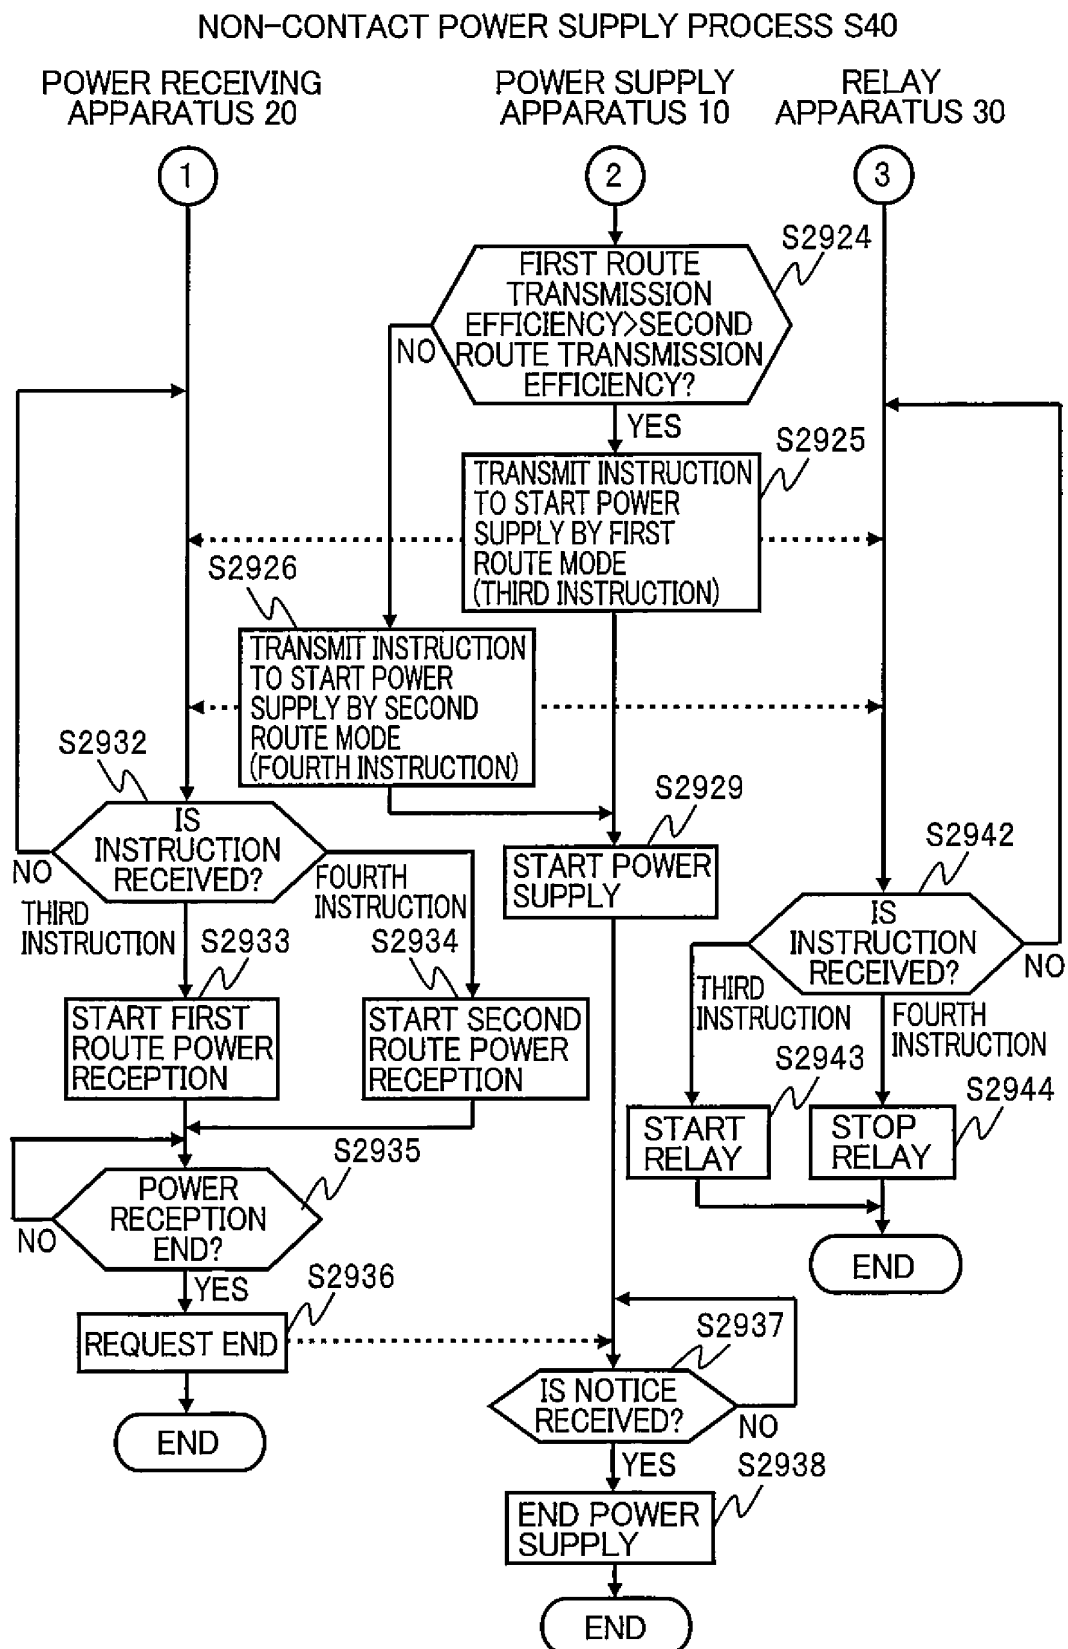 NON-CONTACT POWER SUPPLY PROCESS S40
POWER RECEIVING
APPARATUS 20
POWER SUPPLY
APPARATUS 10
RELAY
APPARATUS 30
1
2
3
S2924
FIRST ROUTE
TRANSMISSION
EFFICIENCY>SECOND
ROUTE TRANSMISSION
EFFICIENCY?
NO
YES
S2925
TRANSMIT INSTRUCTION
TO START POWER
SUPPLY BY FIRST
ROUTE MODE
(THIRD INSTRUCTION)
S2926
TRANSMIT INSTRUCTION
TO START POWER
SUPPLY BY SECOND
ROUTE MODE
(FOURTH INSTRUCTION)
S2932
IS
INSTRUCTION
RECEIVED?
NO
THIRD
INSTRUCTION
FOURTH
INSTRUCTION
S2929
START POWER
SUPPLY
S2942
IS
INSTRUCTION
RECEIVED?
NO
THIRD
INSTRUCTION
FOURTH
INSTRUCTION
S2933
START FIRST
ROUTE POWER
RECEPTION
S2934
START SECOND
ROUTE POWER
RECEPTION
S2943
START
RELAY
S2944
STOP
RELAY
END
S2935
POWER
RECEPTION
END?
NO
YES
S2936
REQUEST END
END
S2937
IS NOTICE
RECEIVED?
NO
YES
S2938
END POWER
SUPPLY
END